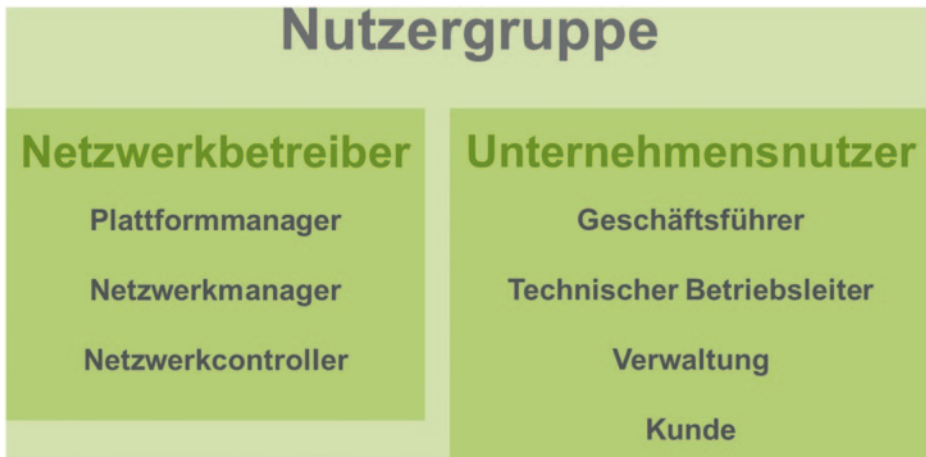 Nutzergruppe
Netzwerkbetreiber
Plattformmanager
Netzwerkmanager
Netzwerkcontroller
Unternehmensnutzer
Geschäftsführer
Technischer Betriebsleiter
Verwaltung
Kunde